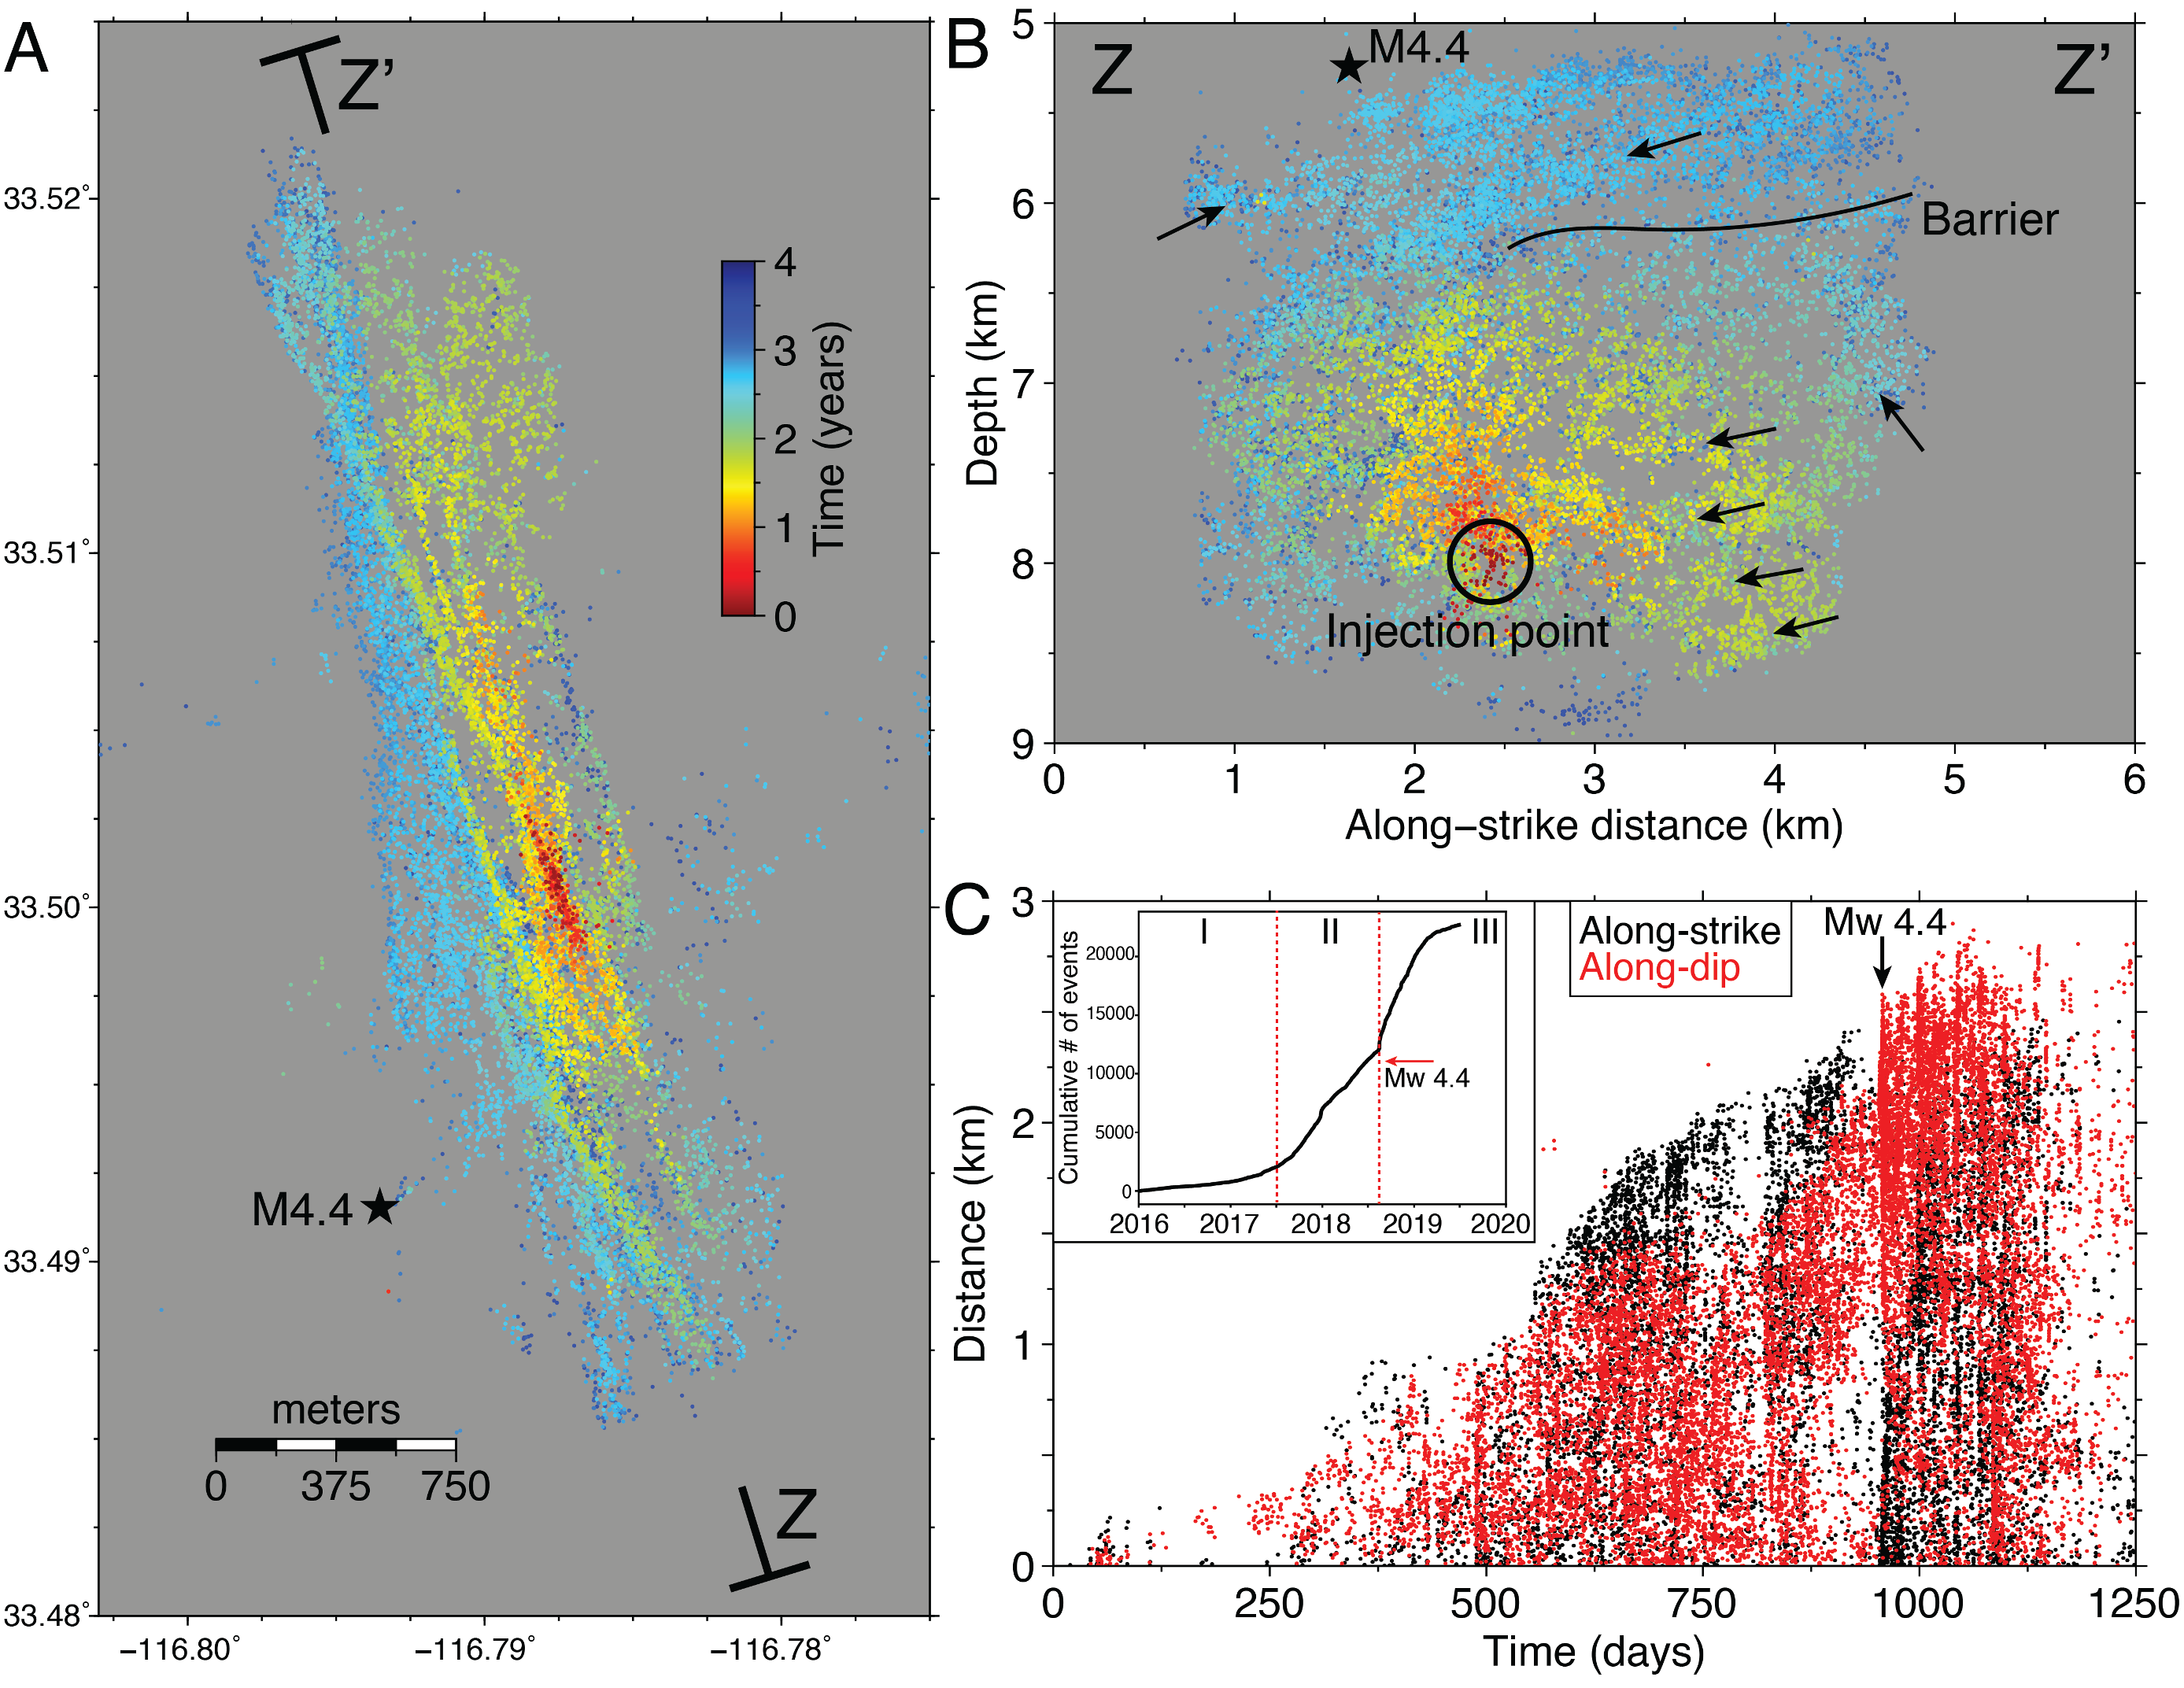 A
Z’
33.52°
33.51°
33.50°
33.49°
33.48°
4
3
2
1
0
Time (years)
M4.4
meters
0 375 750
Z
−116.80° −116.79° −116.78°
B
Z
M4.4
Z’
Barrier
Injection point
5
6
7
8
9
Depth (km)
0 1 2 3 4 5 6
Along−strike distance (km)
C
3
2
1
0
Distance (km)
I II III
20000
15000
10000
5000
0
Cumulative # of events
Mw 4.4
2016 2017 2018 2019 2020
Along-strike
Along-dip
Mw 4.4
0 250 500 750 1000 1250
Time (days)